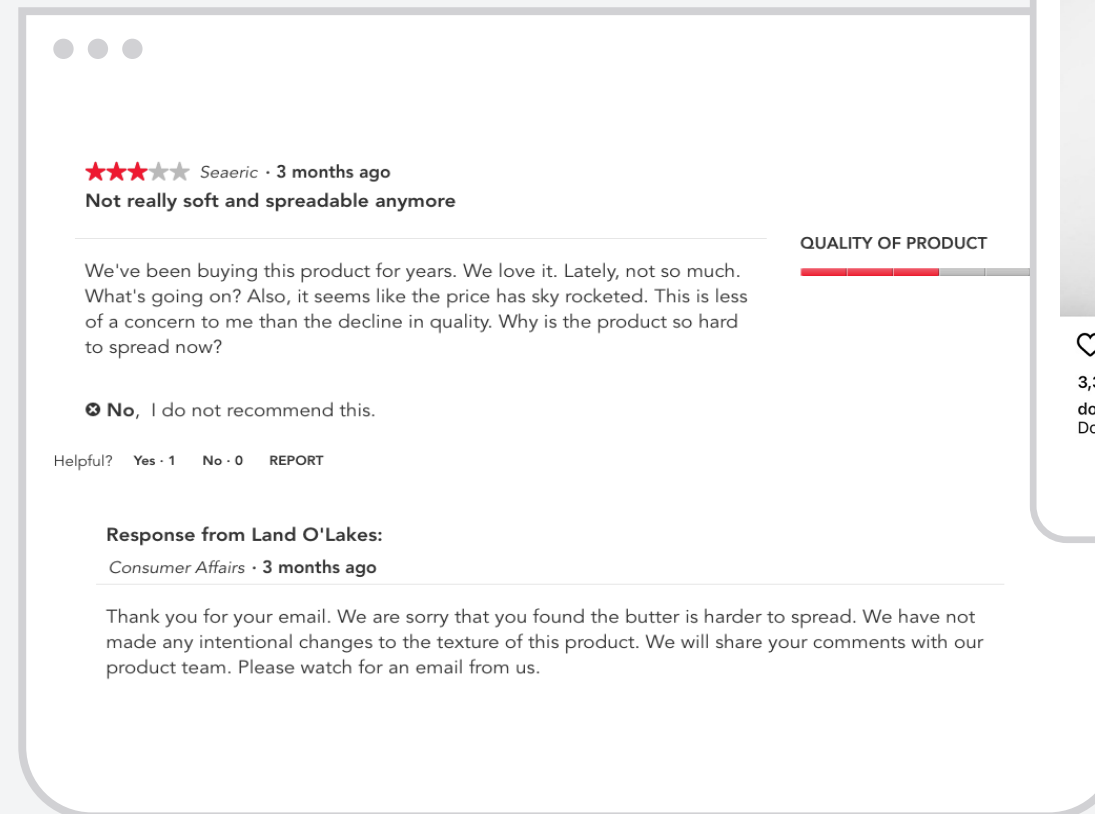 Seaeric · 3 months ago
Not really soft and spreadable anymore
QUALITY OF PRODUCT
We've been buying this product for years. We love it. Lately, not so much.
What's going on? Also, it seems like the price has sky rocketed. This is less
of a concern to me than the decline in quality. Why is the product so hard
to spread now?
No, I do not recommend this.
Helpful? Yes · 1 No · 0 REPORT
Response from Land O'Lakes:
Consumer Affairs · 3 months ago
Thank you for your email. We are sorry that you found the butter is harder to spread. We have not
made any intentional changes to the texture of this product. We will share your comments with our
product team. Please watch for an email from us.